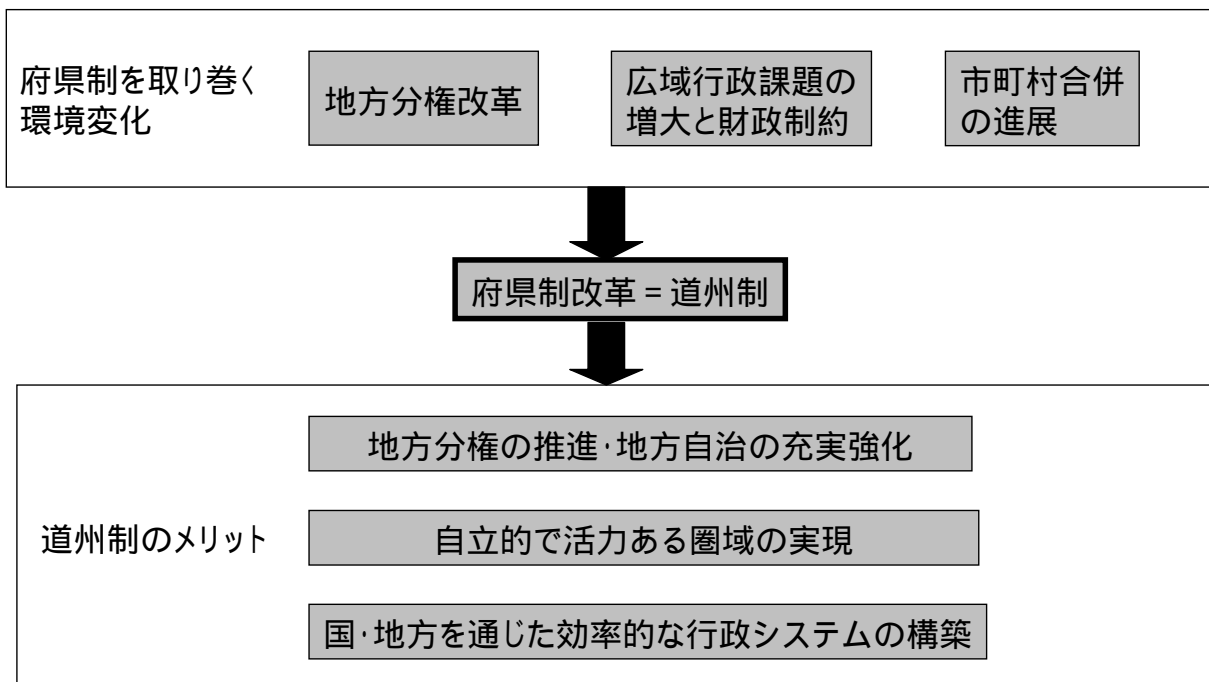 府県制を取り巻く
環境変化
地方分権改革
広域行政課題の
増大と財政制約
市町村合併
の進展
府県制改革 = 道州制
道州制のメリット
地方分権の推進・地方自治の充実強化
自立的で活力ある圏域の実現
国・地方を通じた効率的な行政システムの構築